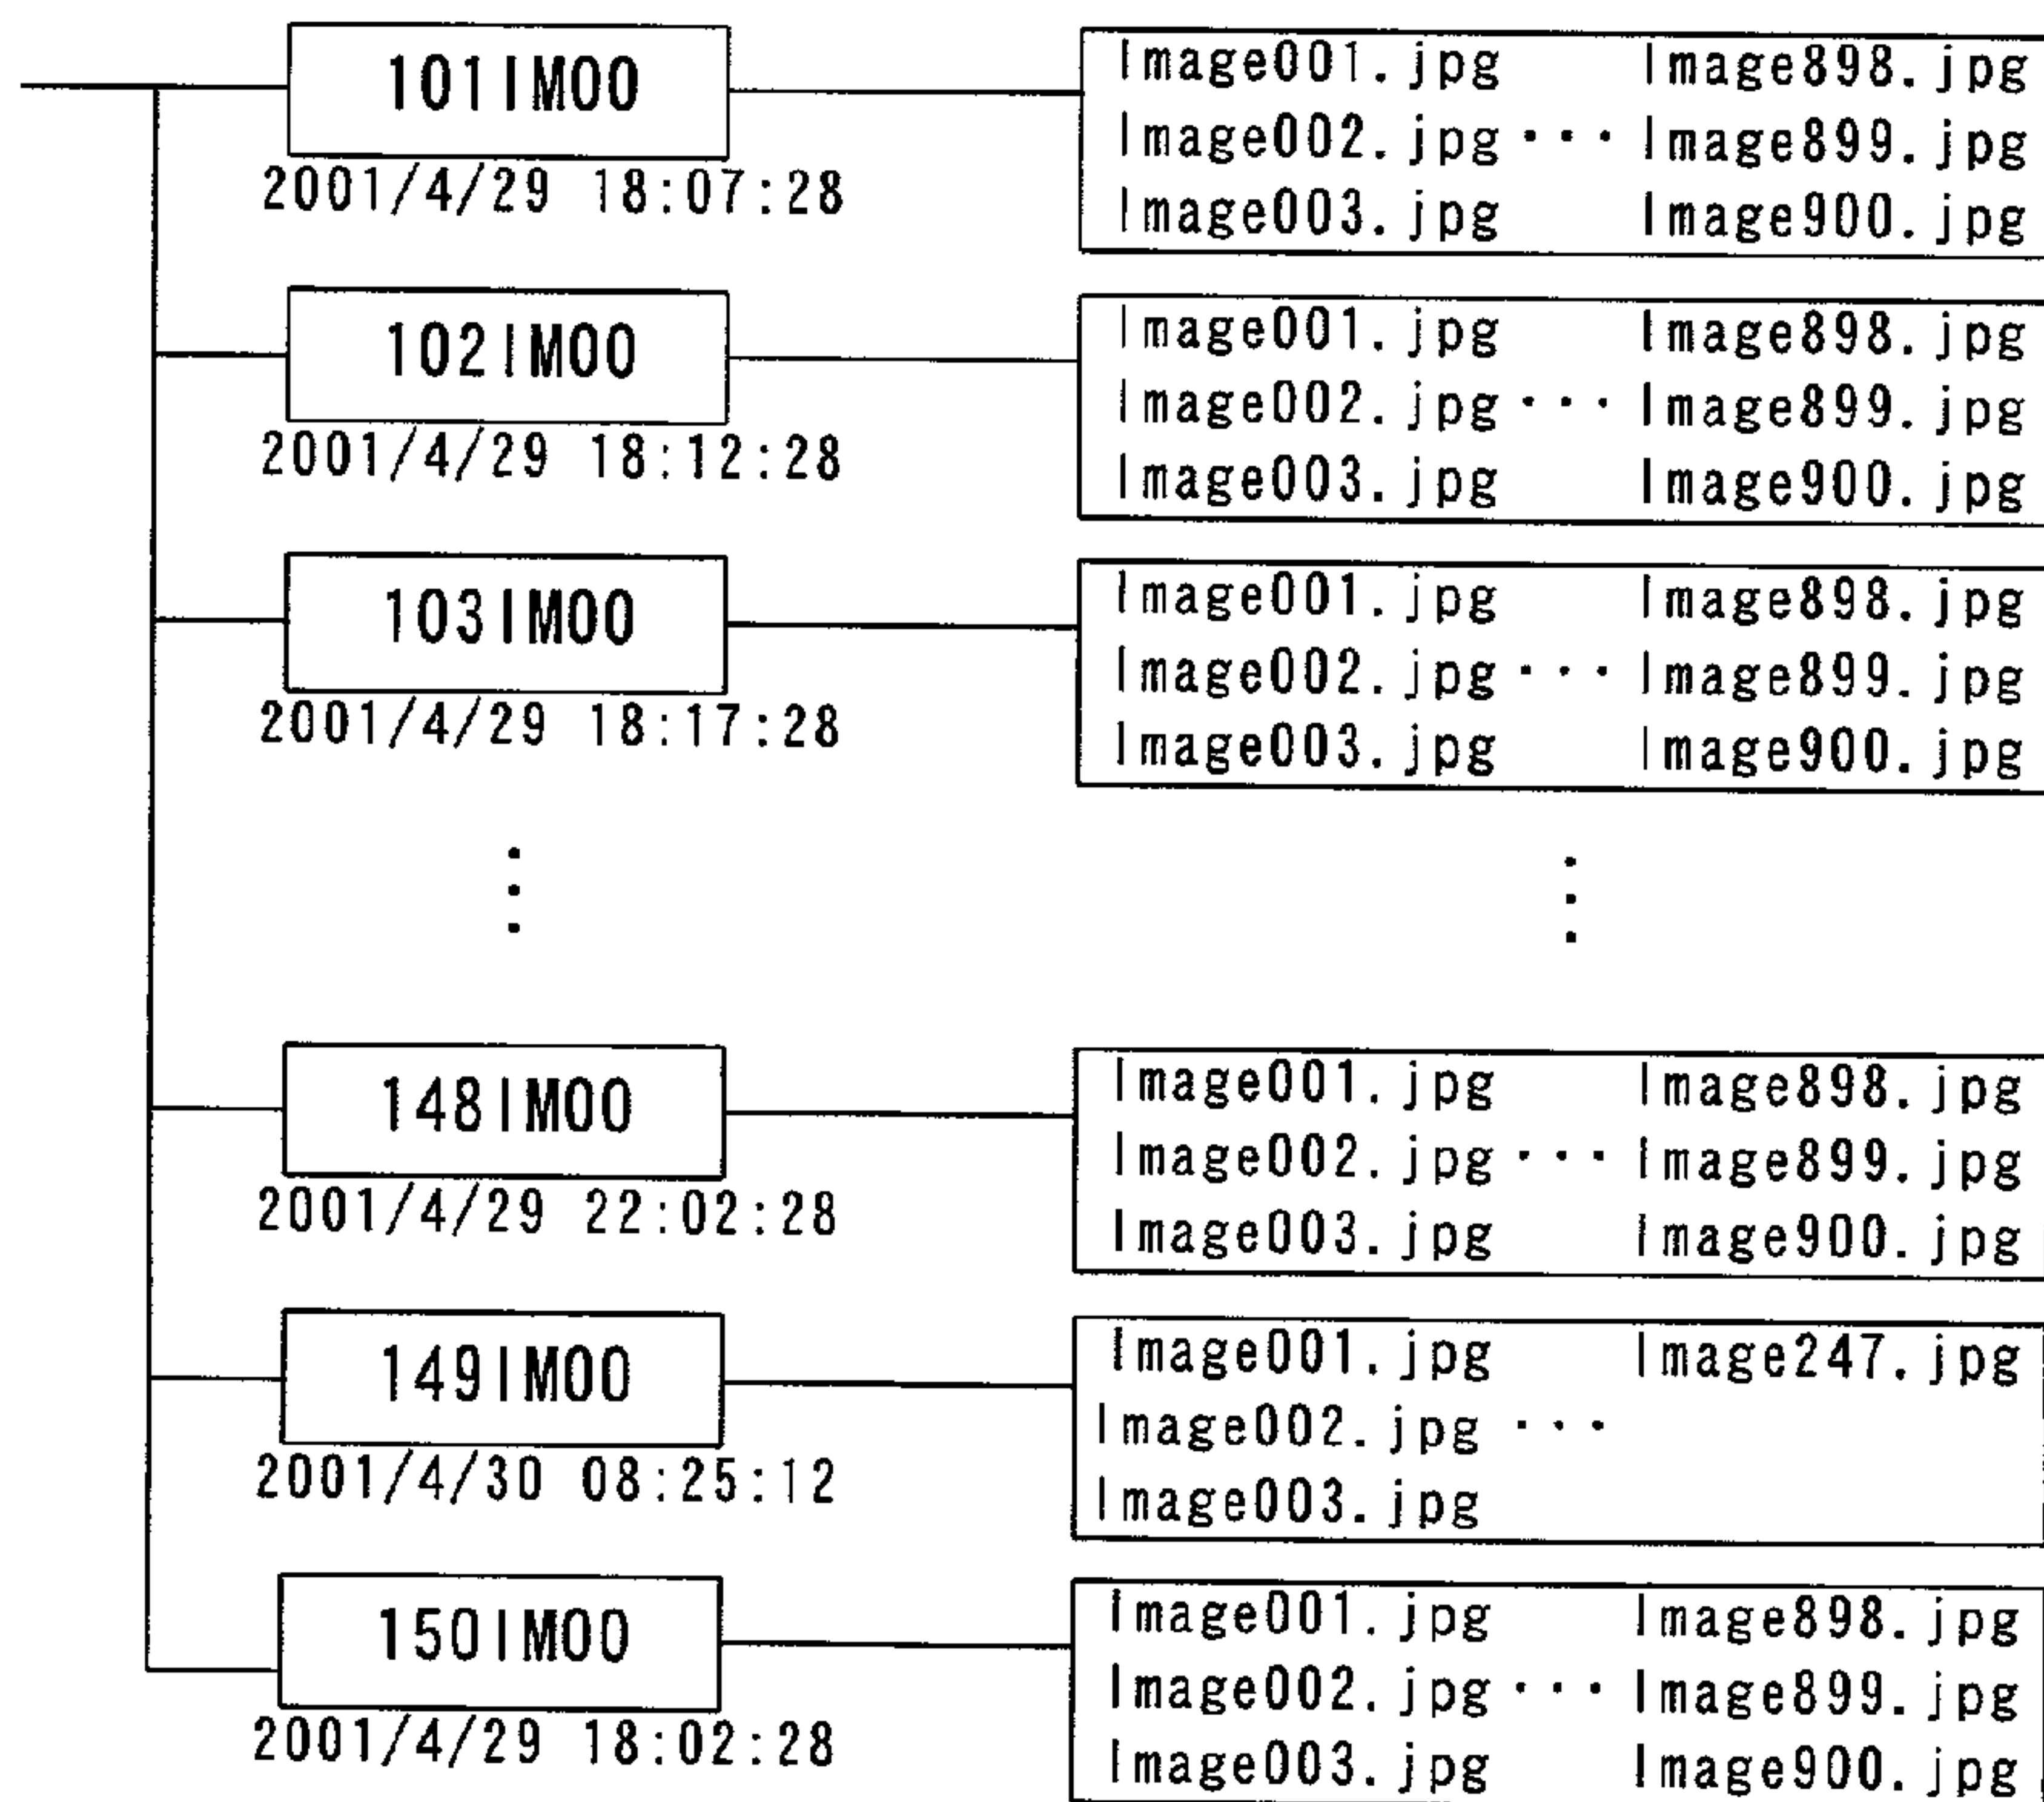 101IM00
2001/4/29 18:07:28
Image001.jpg Image898.jpg
Image002.jpg ··· Image899.jpg
Image003.jpg Image900.jpg
102IM00
2001/4/29 18:12:28
Image001.jpg Image898.jpg
Image002.jpg ··· Image899.jpg
Image003.jpg Image900.jpg
103IM00
2001/4/29 18:17:28
Image001.jpg Image898.jpg
Image002.jpg ··· Image899.jpg
Image003.jpg Image900.jpg
148IM00
2001/4/29 22:02:28
Image001.jpg Image898.jpg
Image002.jpg ··· Image899.jpg
Image003.jpg Image900.jpg
149IM00
2001/4/30 08:25:12
Image001.jpg Image247.jpg
Image002.jpg ···
Image003.jpg
150IM00
2001/4/29 18:02:28
Image001.jpg Image898.jpg
Image002.jpg ··· Image899.jpg
Image003.jpg Image900.jpg